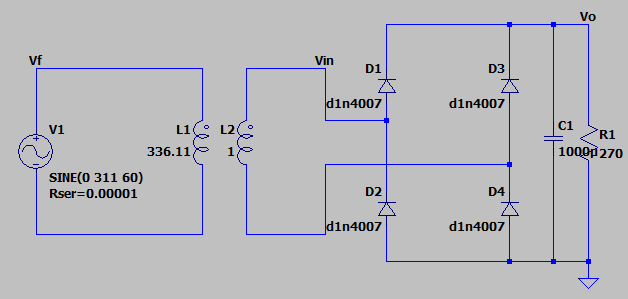 Vf
Vin
Vo
D1
D3
d1n4007
d1n4007
V1
L1
L2
C1
R1
336.11
1
270
SINE(0 311 60)
Rser=0.00001
D2
D4
d1n4007
d1n4007